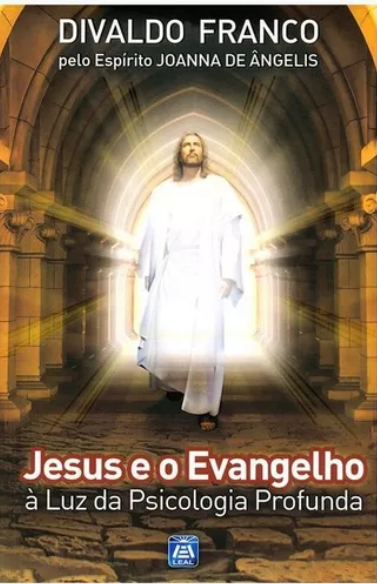 DIVALDO FRANCO
pelo Espírito JOANNA DE ÂNGELIS
Jesus e o Evangelho
à Luz da Psicologia Profunda
LEAL